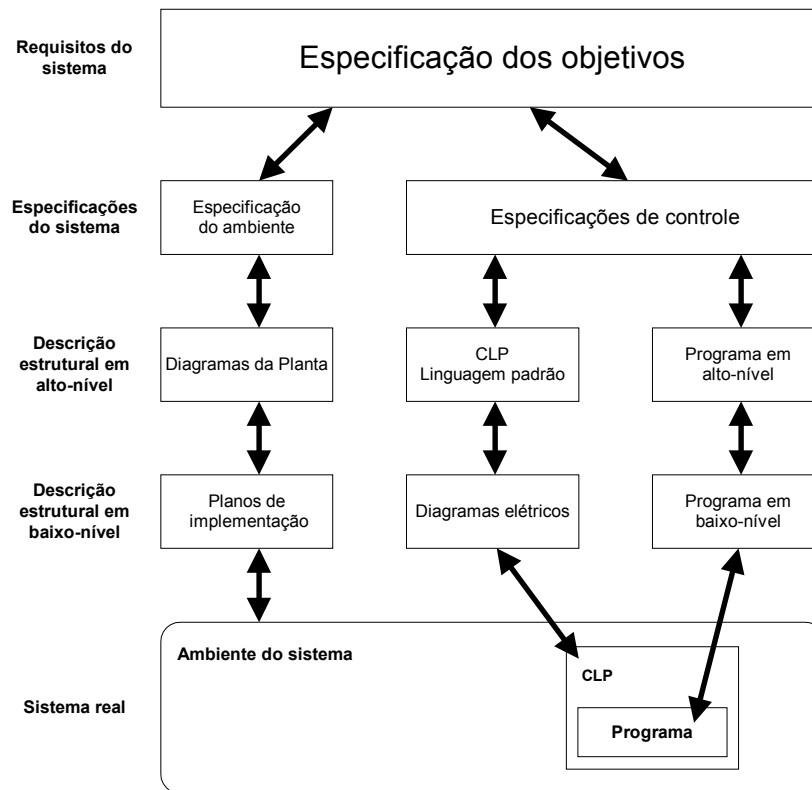 Requisitos do
sistema
Especificação dos objetivos
Especificações
do sistema
Especificação
do ambiente
Especificações de controle
Descrição
estrutural em
alto-nível
Diagramas da Planta
CLP
Linguagem padrão
Programa em
alto-nível
Descrição
estrutural em
baixo-nível
Planos de
implementação
Diagramas elétricos
Programa em
baixo-nível
Sistema real
Ambiente do sistema
CLP
Programa